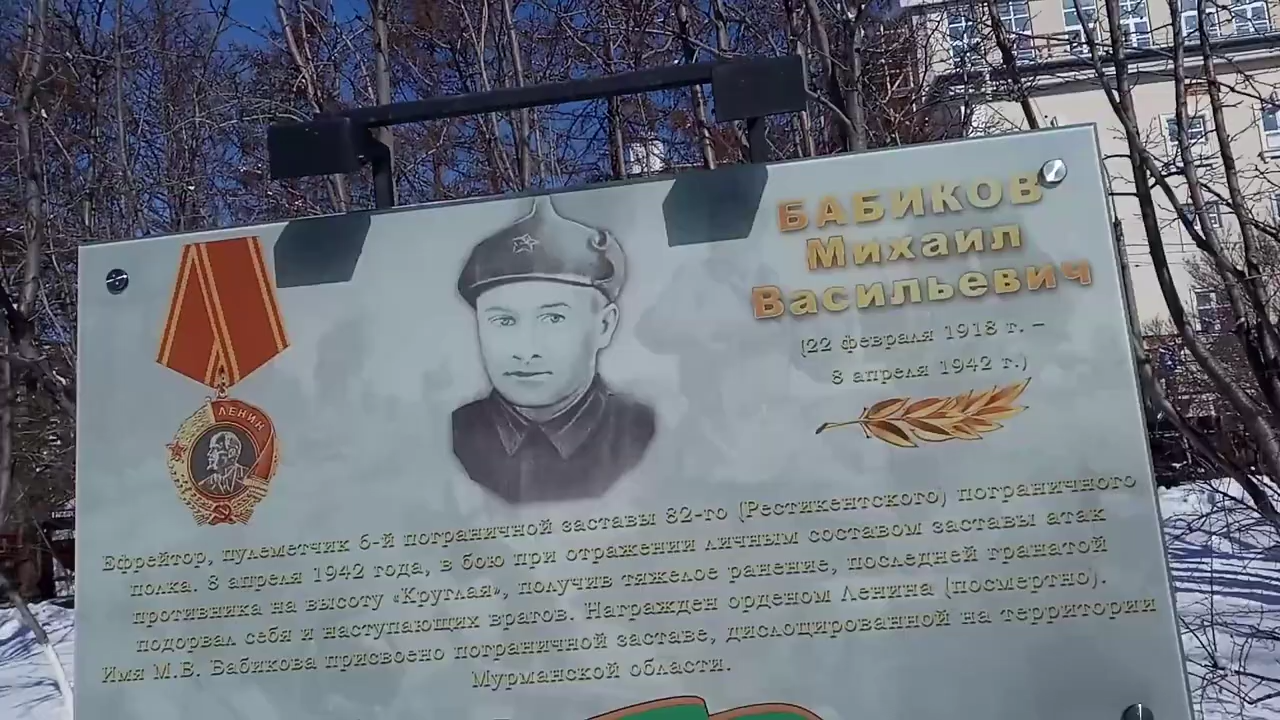 БАБИКОВ
Михаил
Васильевич
(22 февраля 1918 г. –
8 апреля 1942 г.)
ЛЕНИН
Ефрейтор, пулеметчик 6-й пограничной заставы 82-го (Рестикентского) пограничного
полка. 8 апреля 1942 года, в бою при отражении личным составом заставы атак
противника на высоту «Круглая», получив тяжелое ранение, последней гранатой
подорвал себя и наступающих врагов. Награжден орденом Ленина (посмертно).
Имя М.В. Бабикова присвоено пограничной заставе, дислоцированной на территории
Мурманской области.